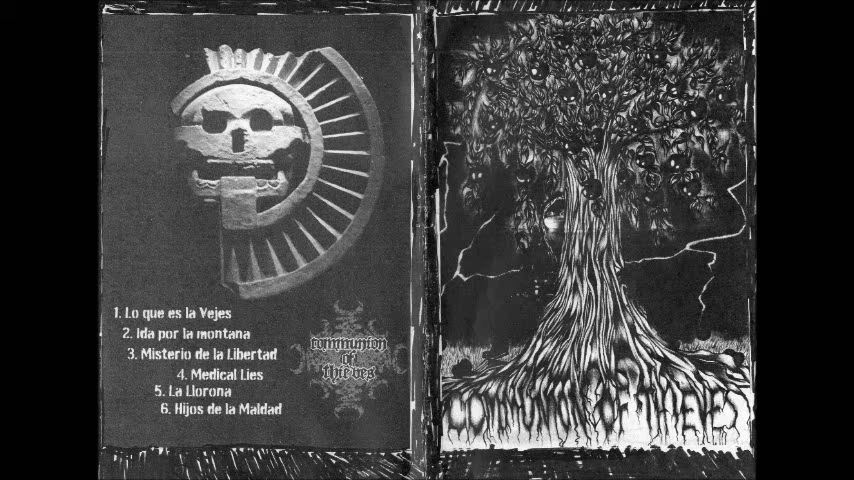 1. Lo que es la Vejes
2. Ida por la montana
3. Misterio de la Libertad
4. Medical Lies
5. La Llorona
6. Hijos de la Maldad
communion
of
thieves
COMMUNION OF THIEVES